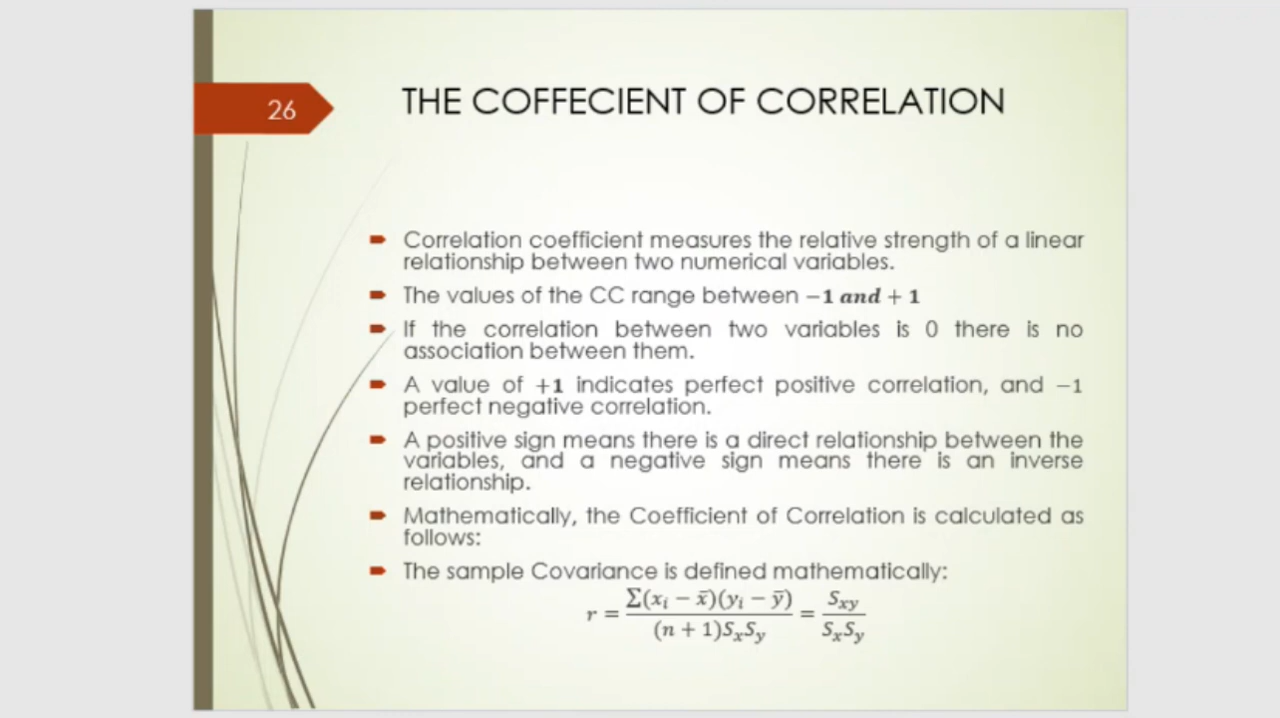 26
THE COFFECIENT OF CORRELATION
Correlation coefficient measures the relative strength of a linear
relationship between two numerical variables.
The values of the CC range between −1 and + 1
If the correlation between two variables is 0 there is no
association between them.
A value of +1 indicates perfect positive correlation, and −1
perfect negative correlation.
A positive sign means there is a direct relationship between the
variables, and a negative sign means there is an inverse
relationship.
Mathematically, the Coefficient of Correlation is calculated as
follows:
The sample Covariance is defined mathematically:
r = Σ(xᵢ − x̄)(yᵢ − ȳ) / (n + 1)SₓSᵧ = Sₓᵧ / SₓSᵧ